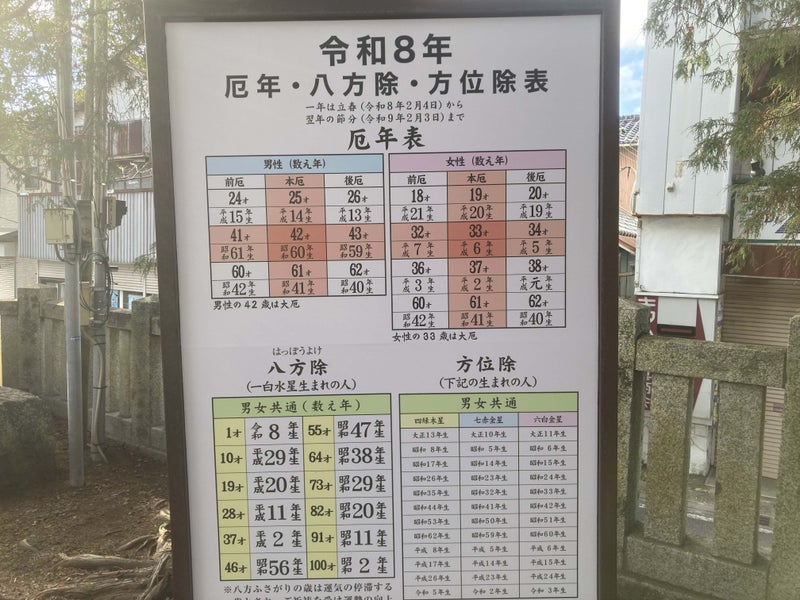 令和8年
厄年・八方除・方位除表
一年は立春（令和8年2月4日）から
翌年の節分（令和9年2月3日）まで
厄年表
男性（数え年）
前厄 本厄 後厄
24才 25才 26才
平成15年生 平成14年生 平成13年生
41才 42才 43才
昭和61年生 昭和60年生 昭和59年生
60才 61才 62才
昭和42年生 昭和41年生 昭和40年生
男性の42歳は大厄
女性（数え年）
前厄 本厄 後厄
18才 19才 20才
平成21年生 平成20年生 平成19年生
32才 33才 34才
平成7年生 平成6年生 平成5年生
36才 37才 38才
平成3年生 平成2年生 平成元年生
60才 61才 62才
昭和42年生 昭和41年生 昭和40年生
女性の33歳は大厄
はっぽうよけ
八方除
（一白水星生まれの人）
男女共通（数え年）
1才 令和8年生 55才 昭和47年生
10才 平成29年生 64才 昭和38年生
19才 平成20年生 73才 昭和29年生
28才 平成11年生 82才 昭和20年生
37才 平成2年生 91才 昭和11年生
46才 昭和56年生 100才 昭和2年生
※八方ふさがりの歳は運気の停滞する
方位除
（下記の生まれの人）
男女共通
四緑木星 七赤金星 六白金星
大正13年生 大正10年生 大正11年生
昭和8年生 昭和5年生 昭和6年生
昭和17年生 昭和14年生 昭和15年生
昭和26年生 昭和23年生 昭和24年生
昭和35年生 昭和32年生 昭和33年生
昭和44年生 昭和41年生 昭和42年生
昭和53年生 昭和50年生 昭和51年生
昭和62年生 昭和59年生 昭和60年生
平成8年生 平成5年生 平成6年生
平成17年生 平成14年生 平成15年生
平成26年生 平成23年生 平成24年生
令和5年生 令和2年生 令和3年生